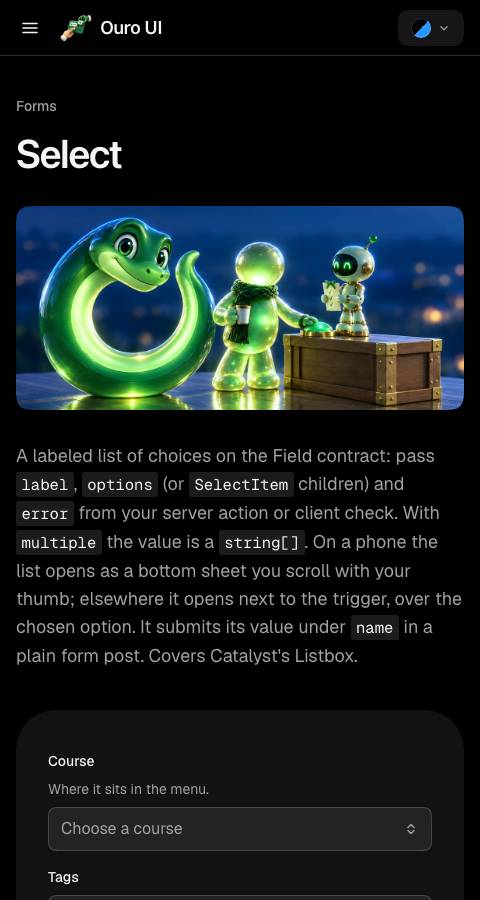 Ouro UI
Forms
Select
A labeled list of choices on the Field contract: pass
label, options (or SelectItem children) and
error from your server action or client check. With
multiple the value is a string[]. On a phone the
list opens as a bottom sheet you scroll with your
thumb; elsewhere it opens next to the trigger, over the
chosen option. It submits its value under name in a
plain form post. Covers Catalyst's Listbox.
Course
Where it sits in the menu.
Choose a course
Tags